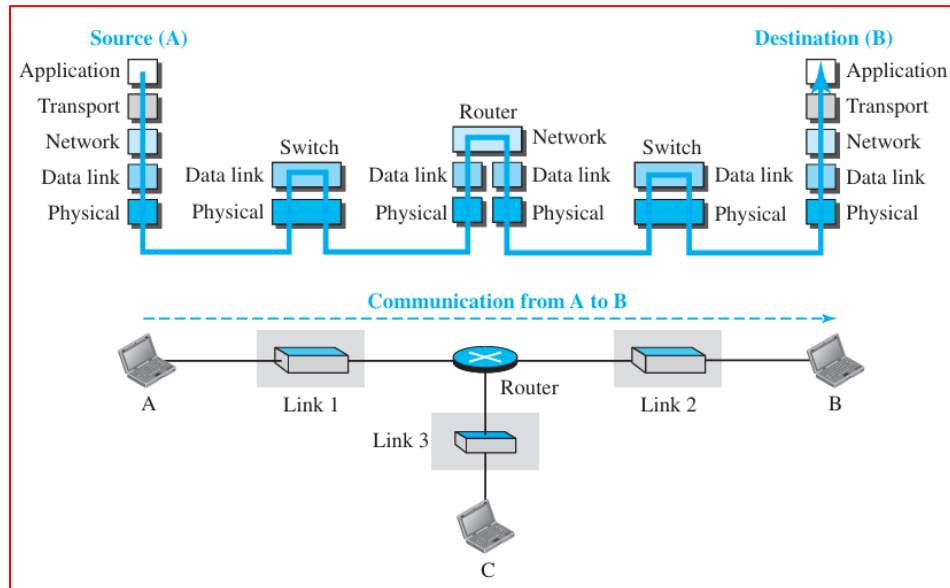 Source (A)
Destination (B)
Application
Application
Transport
Router
Transport
Network
Switch
Network
Switch
Network
Data link
Data link
Data link
Data link
Data link
Data link
Physical
Physical
Physical
Physical
Physical
Physical
Communication from A to B
A
Link 1
Router
Link 2
B
Link 3
C